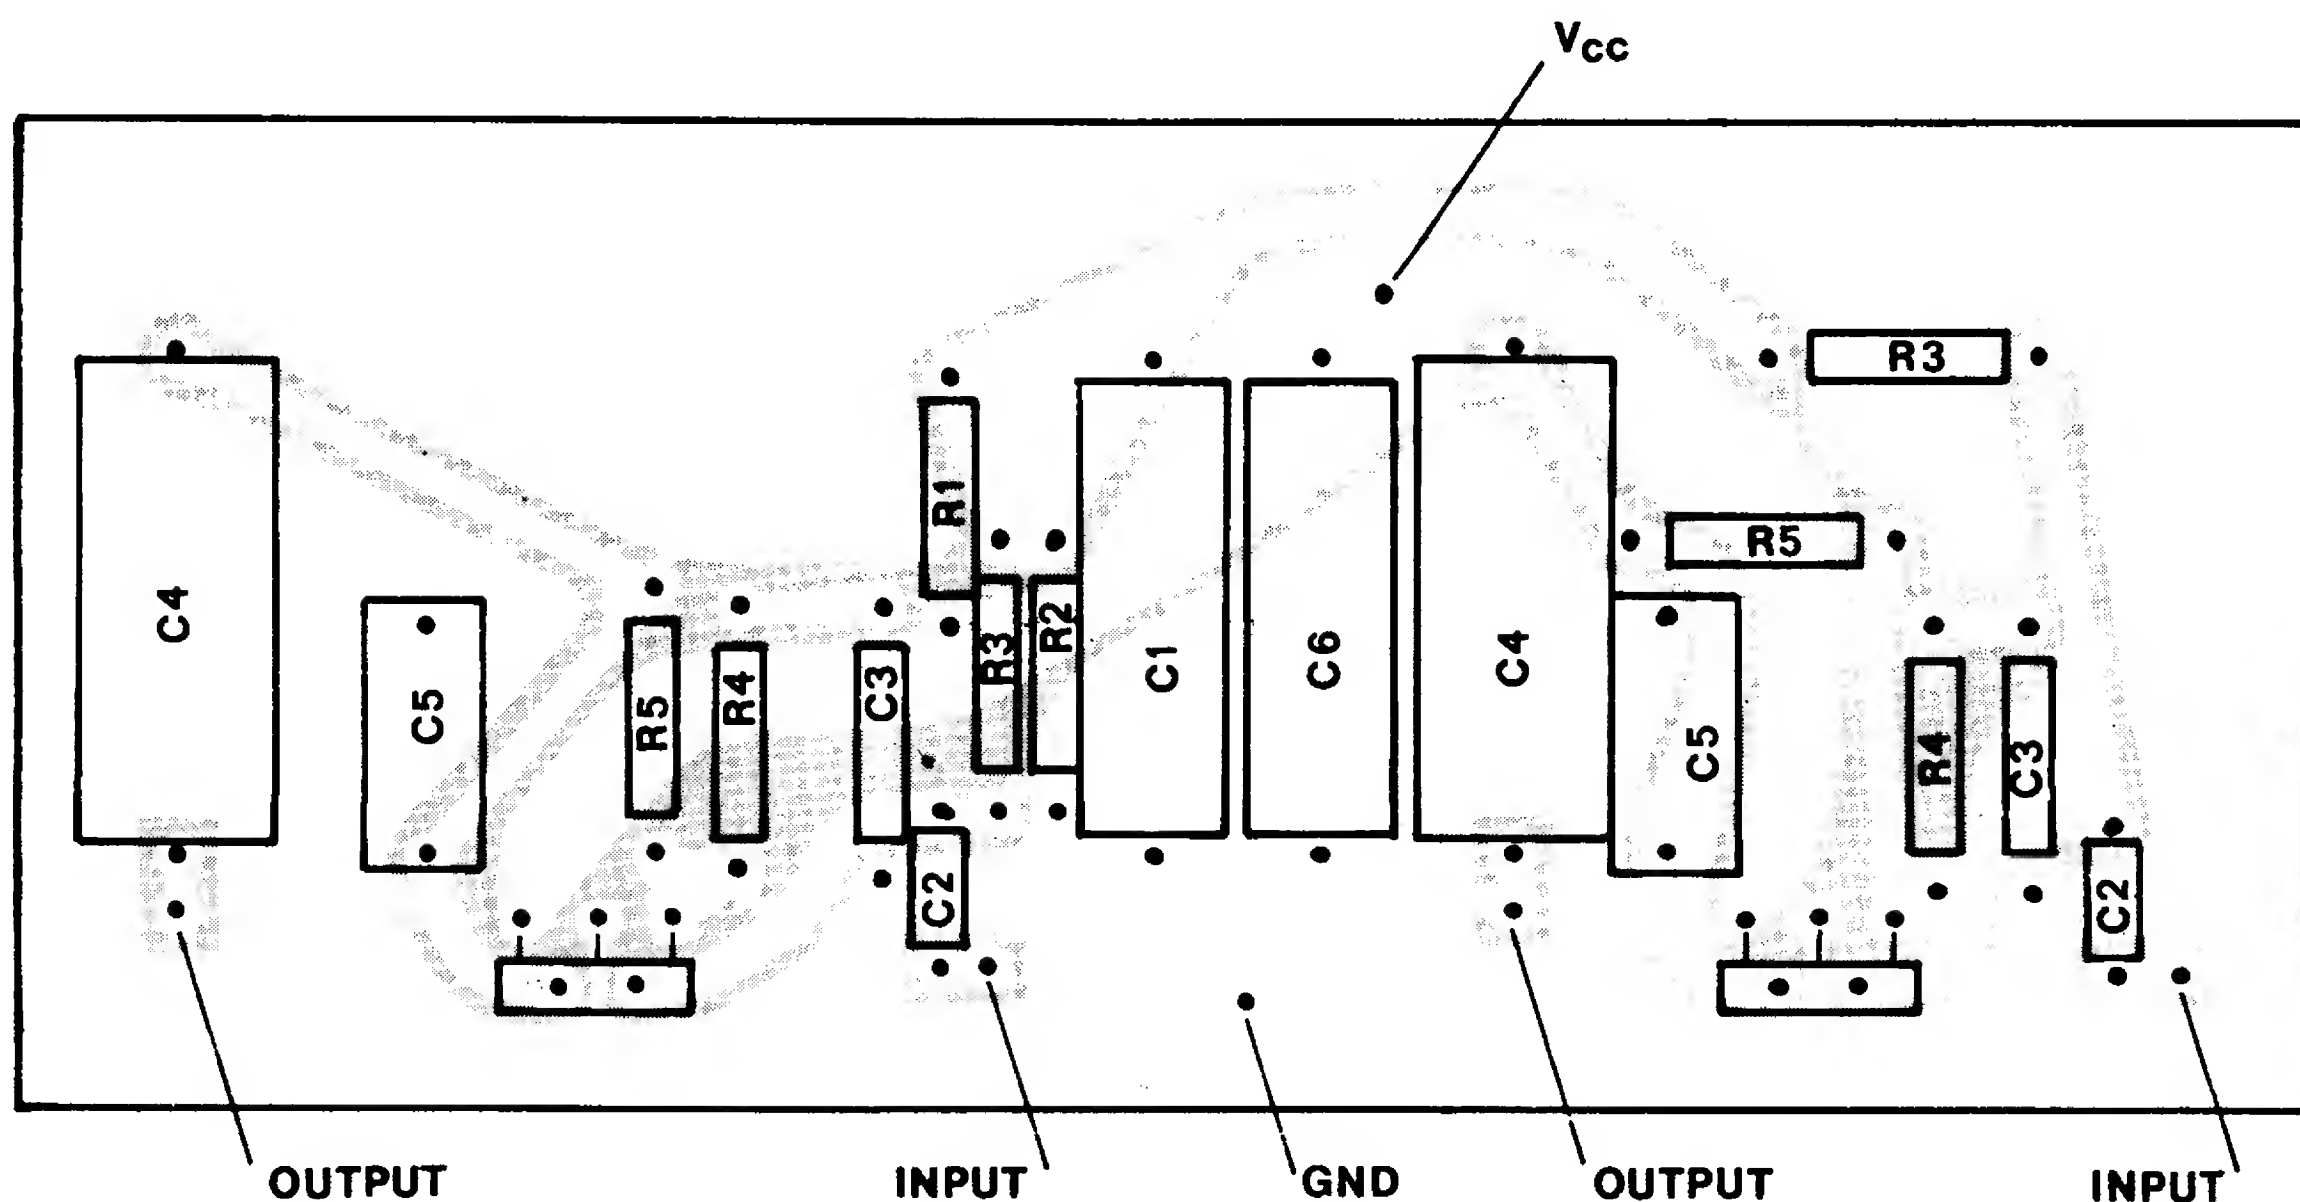 VCC
R3
R1
R5
C4
C5
R5
R4
C3
R3
R2
C1
C6
C4
C5
R4
C3
C2
C2
OUTPUT
INPUT
GND
OUTPUT
INPUT